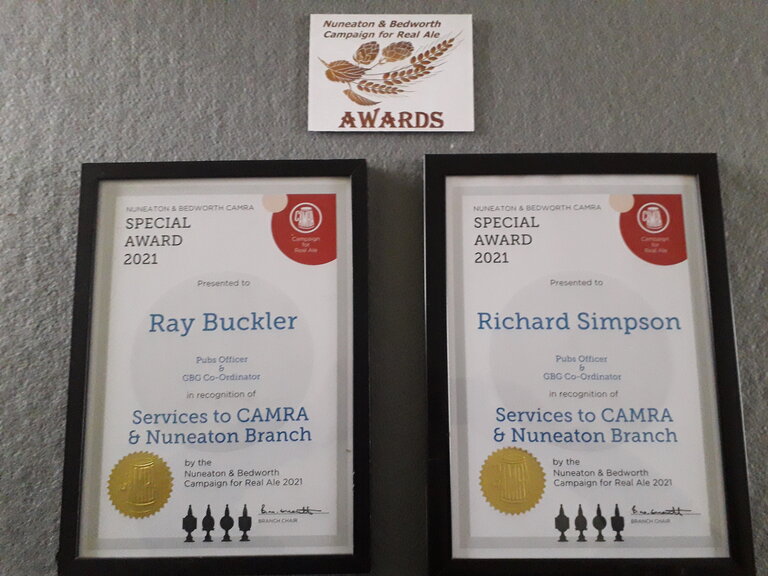 Nuneaton & Bedworth
Campaign for Real Ale
AWARDS
NUNEATON & BEDWORTH CAMRA
SPECIAL
AWARD
2021
Campaign
for
Real Ale
Presented to
Ray Buckler
Pubs Officer
&
GBG Co-Ordinator
in recognition of
Services to CAMRA
& Nuneaton Branch
by the
Nuneaton & Bedworth
Campaign for Real Ale 2021
BRANCH CHAIR
NUNEATON & BEDWORTH CAMRA
SPECIAL
AWARD
2021
Campaign
for
Real Ale
Presented to
Richard Simpson
Pubs Officer
&
GBG Co-Ordinator
in recognition of
Services to CAMRA
& Nuneaton Branch
by the
Nuneaton & Bedworth
Campaign for Real Ale 2021
BRANCH CHAIR